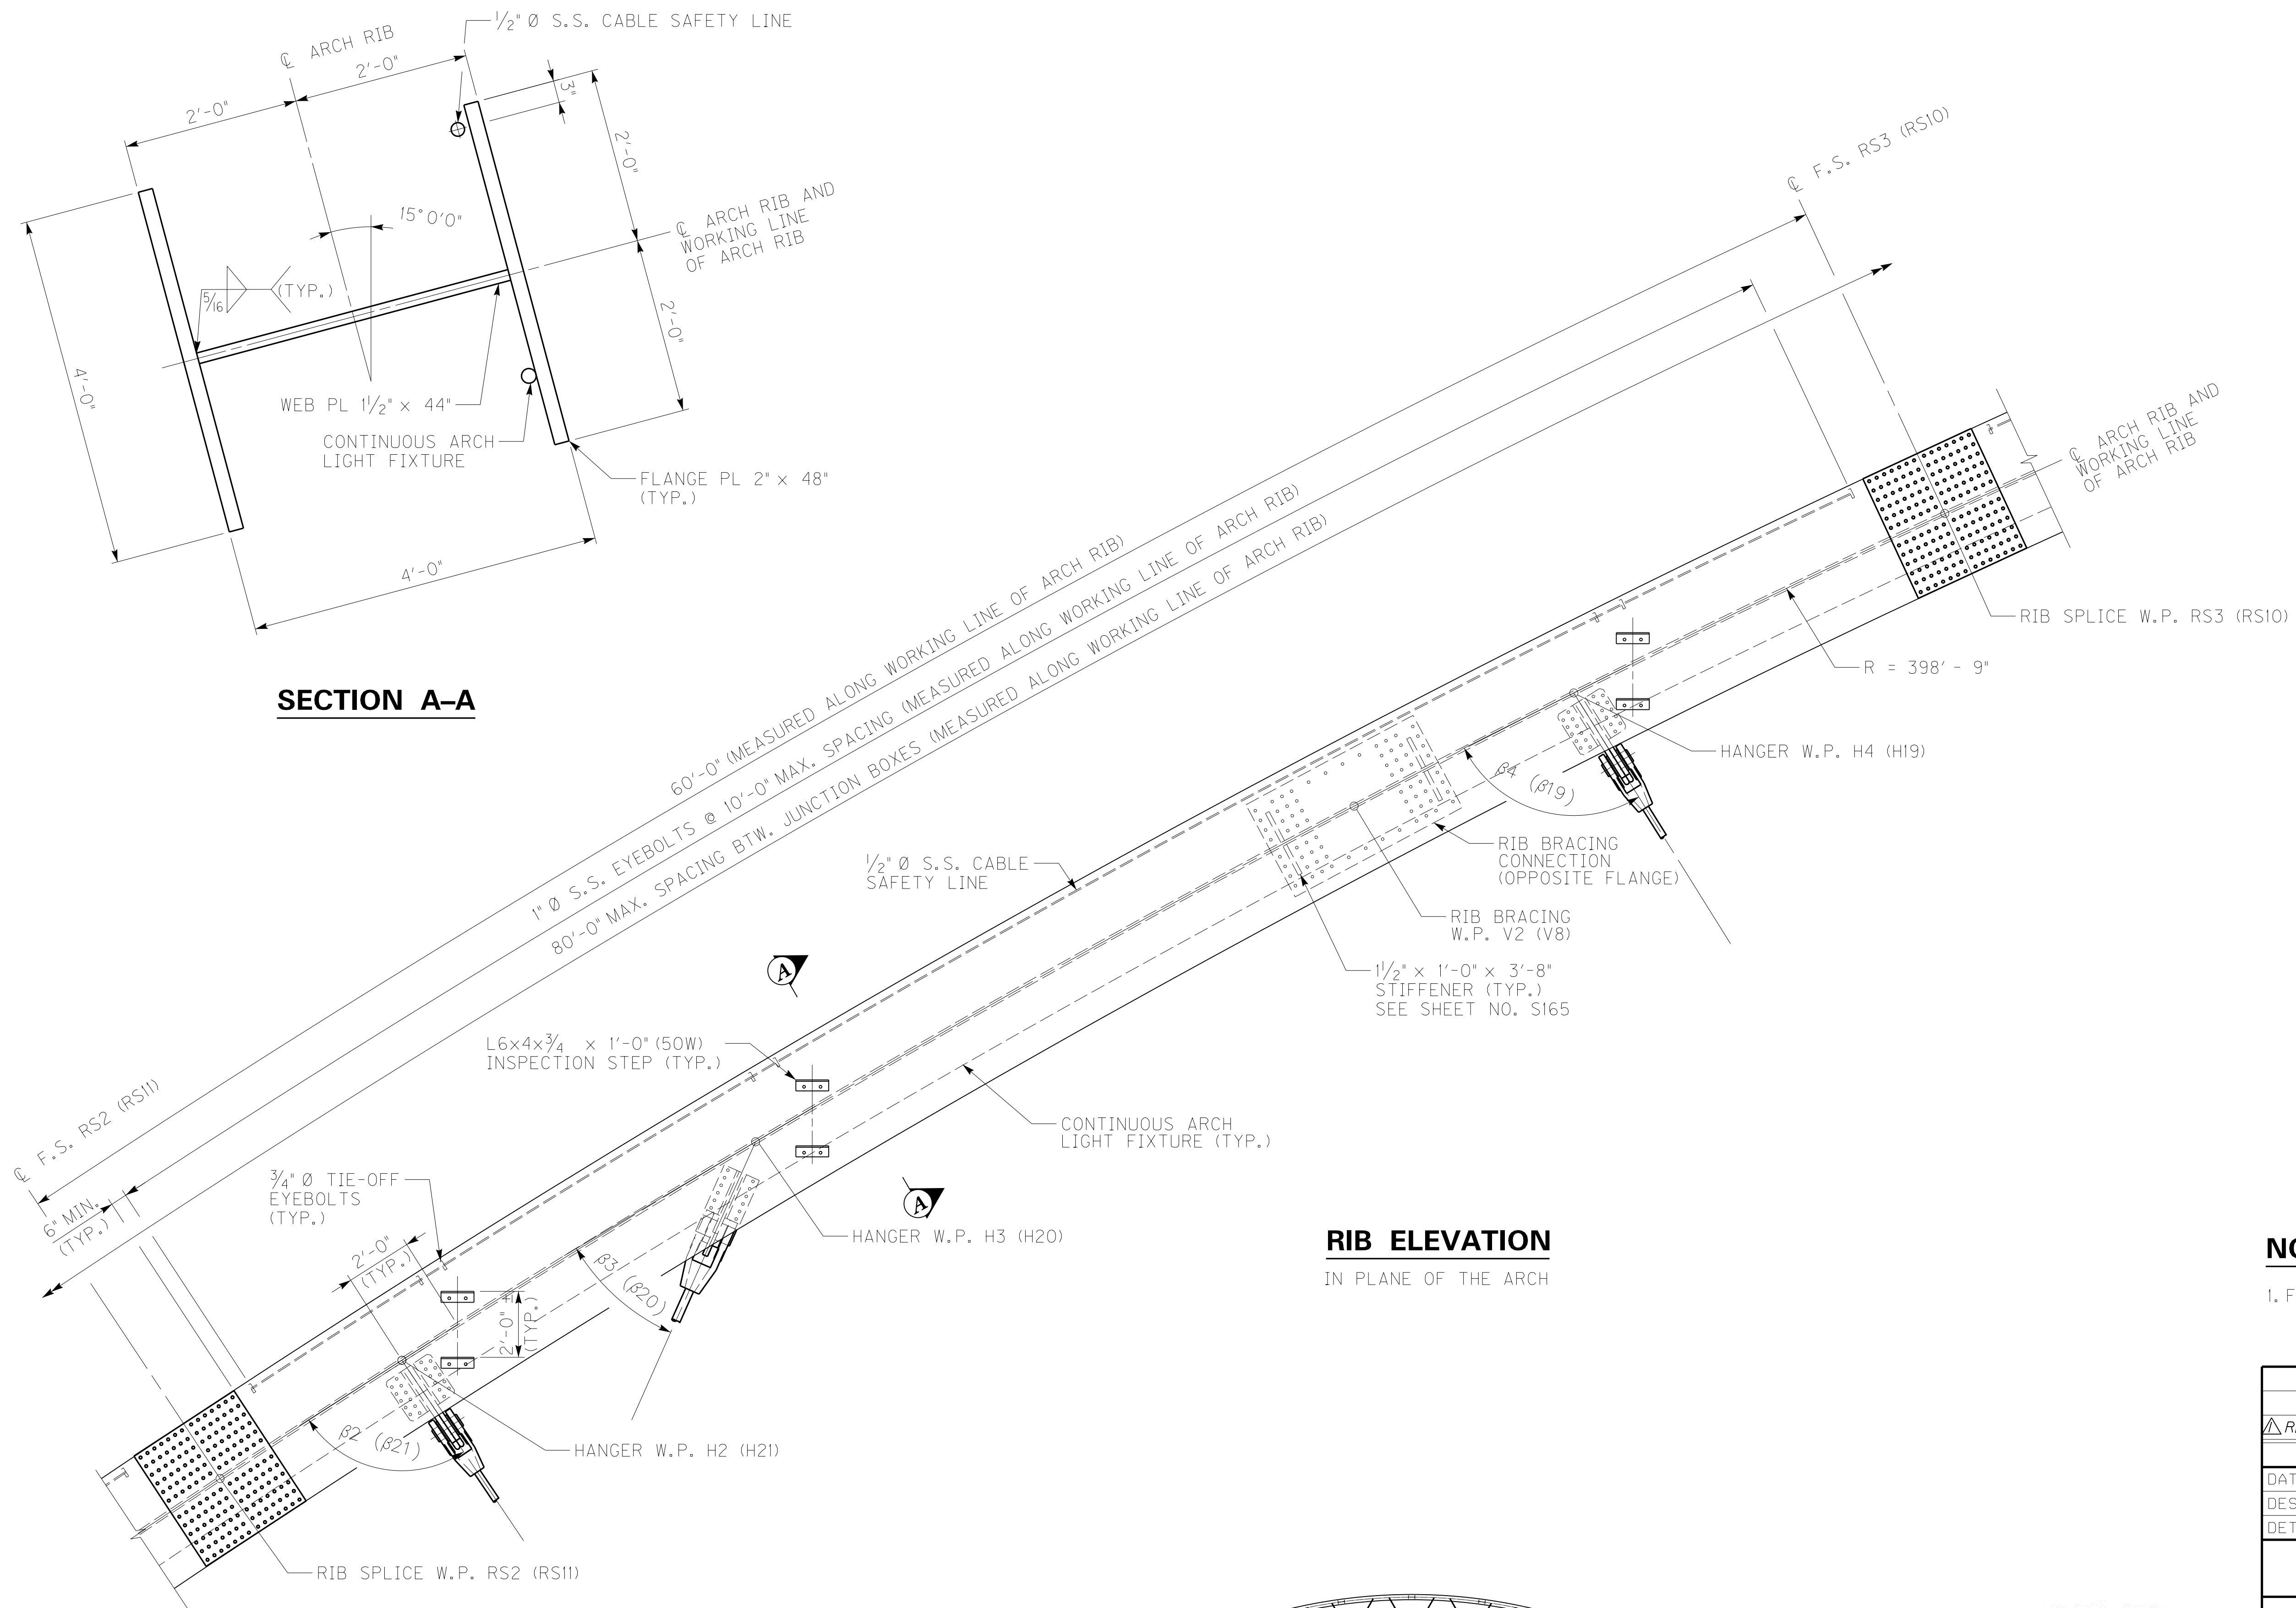 1/2" Ø S.S. CABLE SAFETY LINE
℄ ARCH RIB
2'-0"
2'-0"
3"
2'-0"
15°0'0"
℄ ARCH RIB AND
WORKING LINE
OF ARCH RIB
5/16
(TYP.)
2'-0"
4'-0"
WEB PL 1 1/2" x 44"
CONTINUOUS ARCH
LIGHT FIXTURE
FLANGE PL 2" x 48"
(TYP.)
4'-0"
SECTION A–A
℄ F.S. RS3 (RS10)
℄ ARCH RIB AND
WORKING LINE
OF ARCH RIB
RIB SPLICE W.P. RS3 (RS10)
R = 398' - 9"
60'-0" (MEASURED ALONG WORKING LINE OF ARCH RIB)
1" Ø S.S. EYEBOLTS @ 10'-0" MAX. SPACING (MEASURED ALONG WORKING LINE OF ARCH RIB)
80'-0" MAX. SPACING BTW. JUNCTION BOXES (MEASURED ALONG WORKING LINE OF ARCH RIB)
HANGER W.P. H4 (H19)
β4 (β19)
1/2" Ø S.S. CABLE
SAFETY LINE
RIB BRACING
CONNECTION
(OPPOSITE FLANGE)
RIB BRACING
W.P. V2 (V8)
1 1/2" x 1'-0" x 3'-8"
STIFFENER (TYP.)
SEE SHEET NO. S165
A
L6x4x3/4 x 1'-0" (50W)
INSPECTION STEP (TYP.)
CONTINUOUS ARCH
LIGHT FIXTURE (TYP.)
A
℄ F.S. RS2 (RS11)
6" MIN.
(TYP.)
3/4" Ø TIE-OFF
EYEBOLTS
(TYP.)
2'-0"
(TYP.)
2'-0" ±
(TYP.)
HANGER W.P. H3 (H20)
β3 (β20)
β2 (β21)
HANGER W.P. H2 (H21)
RIB SPLICE W.P. RS2 (RS11)
RIB ELEVATION
IN PLANE OF THE ARCH
NO
1. F
1 R
DAT
DES
DET